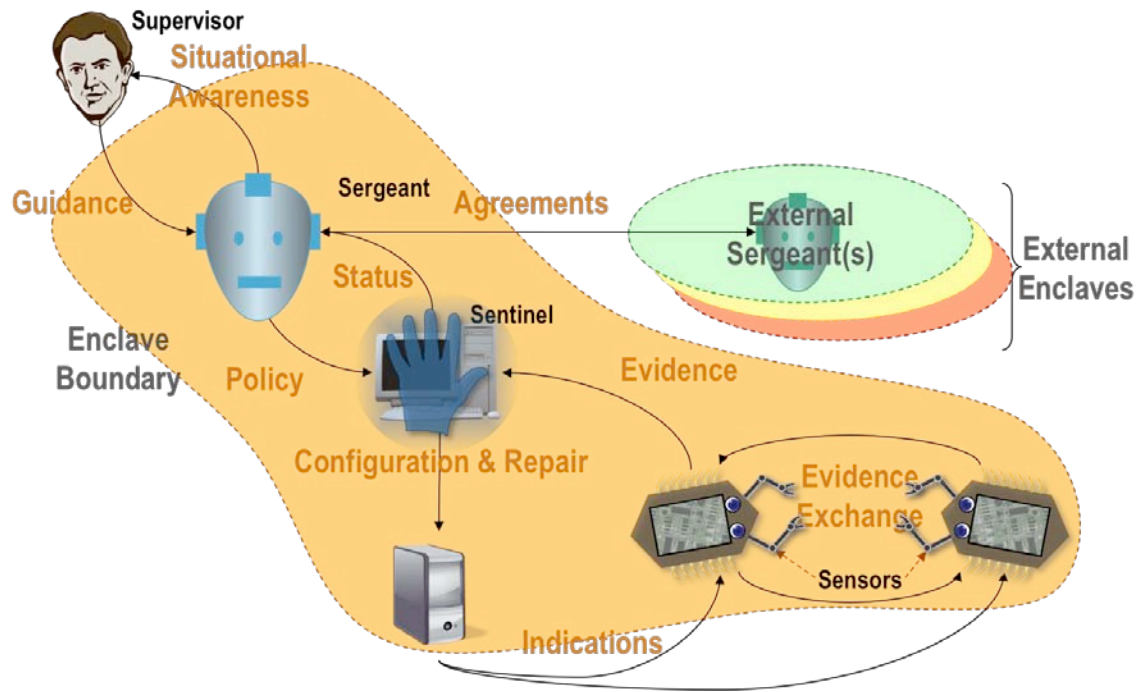 Supervisor
Situational
Awareness
Guidance
Sergeant
Agreements
External
Sergeant(s)
External
Enclaves
Status
Sentinel
Enclave
Boundary
Policy
Evidence
Configuration & Repair
Evidence
Exchange
Sensors
Indications